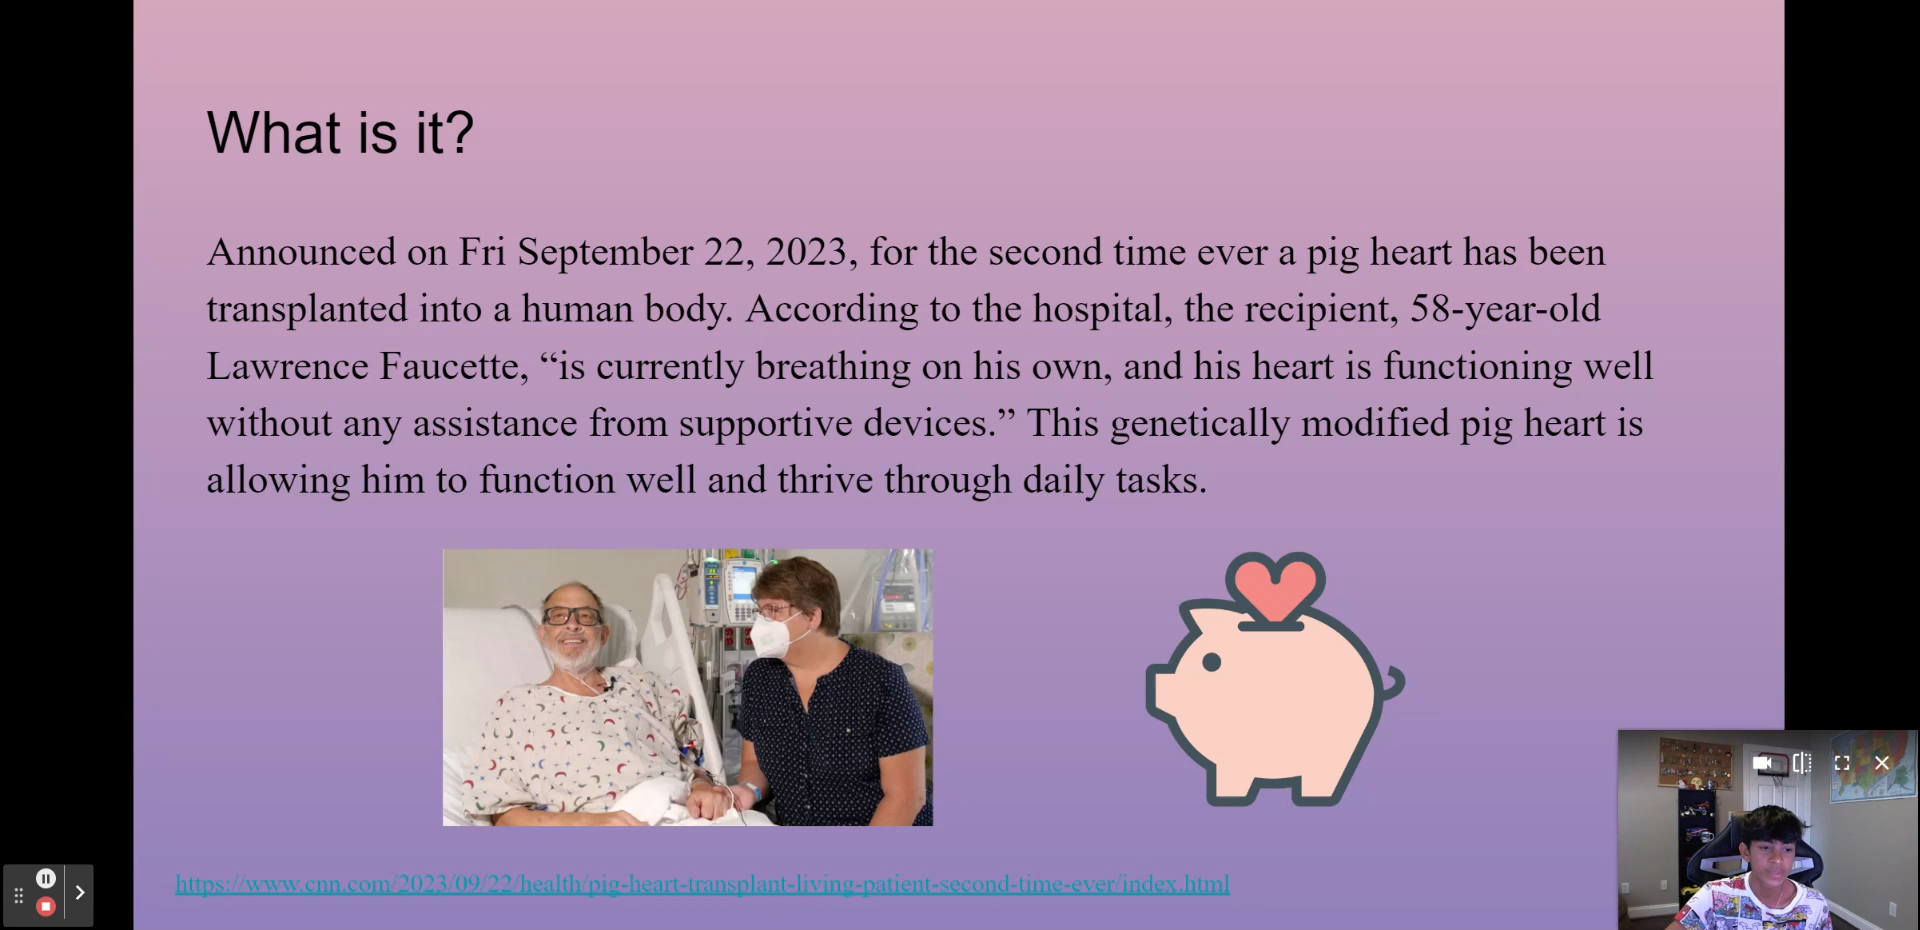 What is it?
Announced on Fri September 22, 2023, for the second time ever a pig heart has been
transplanted into a human body. According to the hospital, the recipient, 58-year-old
Lawrence Faucette, “is currently breathing on his own, and his heart is functioning well
without any assistance from supportive devices.” This genetically modified pig heart is
allowing him to function well and thrive through daily tasks.
https://www.cnn.com/2023/09/22/health/pig-heart-transplant-living-patient-second-time-ever/index.html